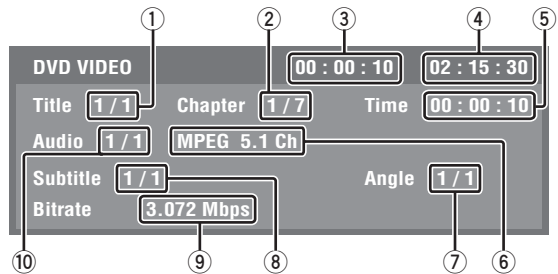 ① ② ③ ④ ⑤
DVD VIDEO 00 : 00 : 10 02 : 15 : 30
Title 1 / 1 Chapter 1 / 7 Time 00 : 00 : 10
Audio 1 / 1 MPEG 5.1 Ch
Subtitle 1 / 1 Angle 1 / 1
Bitrate 3.072 Mbps
⑩ ⑨ ⑧ ⑦ ⑥